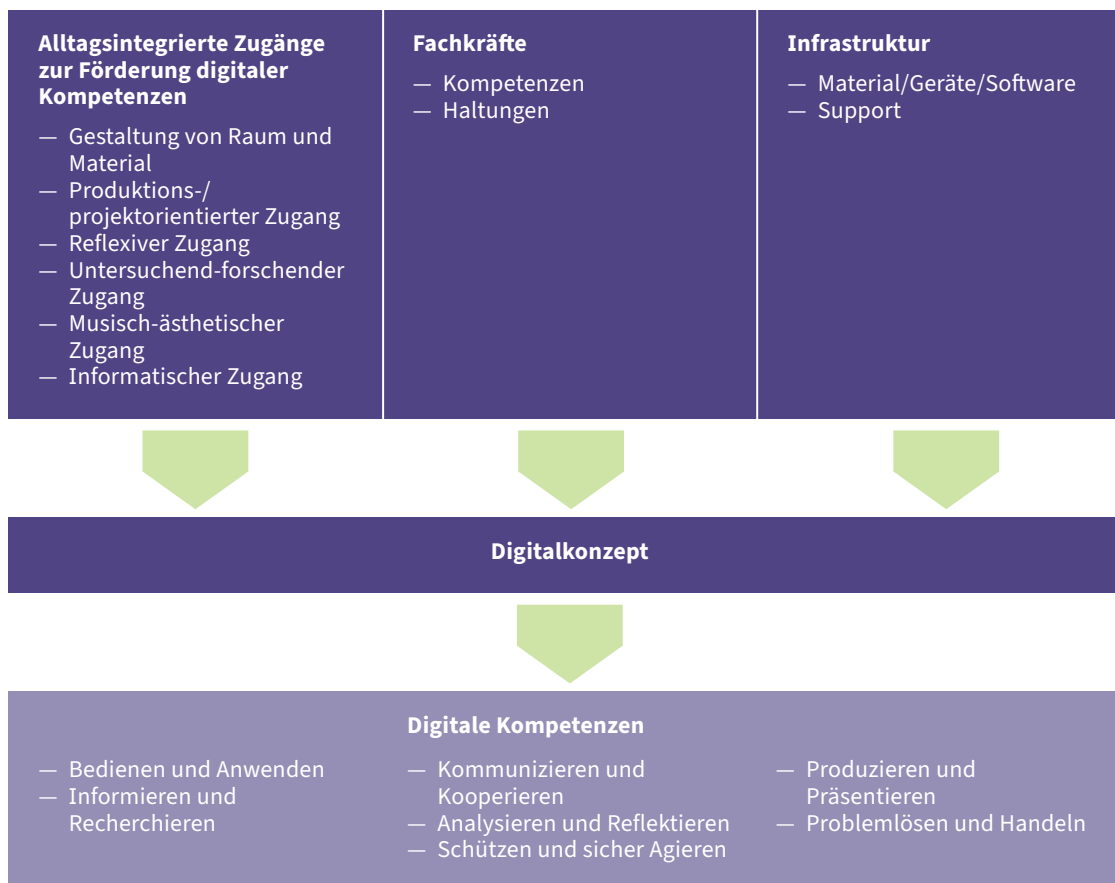 Alltagsintegrierte Zugänge
zur Förderung digitaler
Kompetenzen
— Gestaltung von Raum und
Material
— Produktions-/
projektorientierter Zugang
— Reflexiver Zugang
— Untersuchend-forschender
Zugang
— Musisch-ästhetischer
Zugang
— Informatischer Zugang
Fachkräfte
— Kompetenzen
— Haltungen
Infrastruktur
— Material/Geräte/Software
— Support
Digitalkonzept
Digitale Kompetenzen
— Bedienen und Anwenden
— Informieren und
Recherchieren
— Kommunizieren und
Kooperieren
— Analysieren und Reflektieren
— Schützen und sicher Agieren
— Produzieren und
Präsentieren
— Problemlösen und Handeln